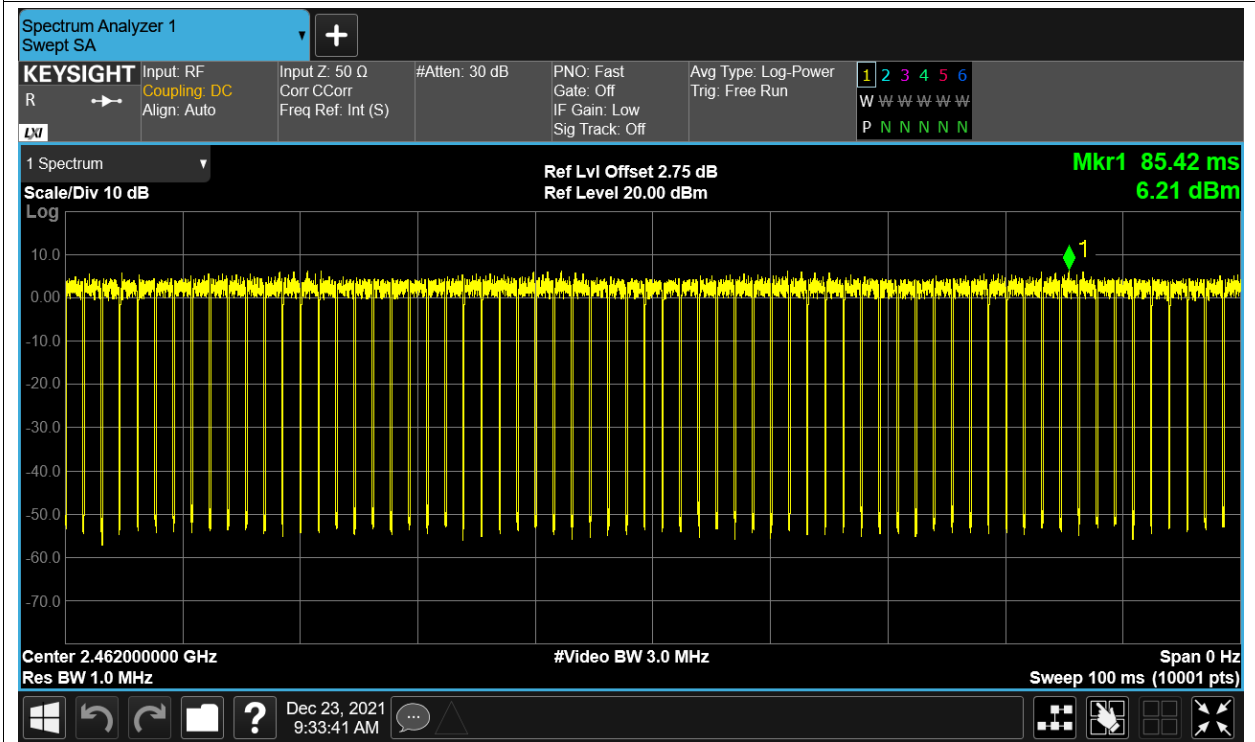 Spectrum Analyzer 1
Swept SA
+
KEYSIGHT
R
LXI
Input: RF
Coupling: DC
Align: Auto
Input Z: 50 Ω
Corr CCorr
Freq Ref: Int (S)
#Atten: 30 dB
PNO: Fast
Gate: Off
IF Gain: Low
Sig Track: Off
Avg Type: Log-Power
Trig: Free Run
1 2 3 4 5 6
W W W W W W
P N N N N N
1 Spectrum
Scale/Div 10 dB
Ref Lvl Offset 2.75 dB
Ref Level 20.00 dBm
Mkr1 85.42 ms
6.21 dBm
Log
1
10.0
0.00
-10.0
-20.0
-30.0
-40.0
-50.0
-60.0
-70.0
Center 2.462000000 GHz
Res BW 1.0 MHz
#Video BW 3.0 MHz
Span 0 Hz
Sweep 100 ms (10001 pts)
?
Dec 23, 2021
9:33:41 AM